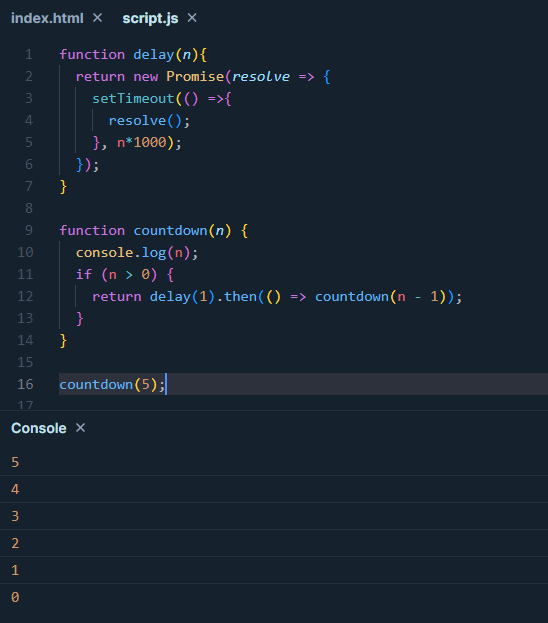 index.html × script.js ×
1 function delay(n){
2   return new Promise(resolve => {
3     setTimeout(() =>{
4       resolve();
5     }, n*1000);
6   });
7 }
8
9 function countdown(n) {
10   console.log(n);
11   if (n > 0) {
12     return delay(1).then(() => countdown(n - 1));
13   }
14 }
15
16 countdown(5);
17
Console ×
5
4
3
2
1
0